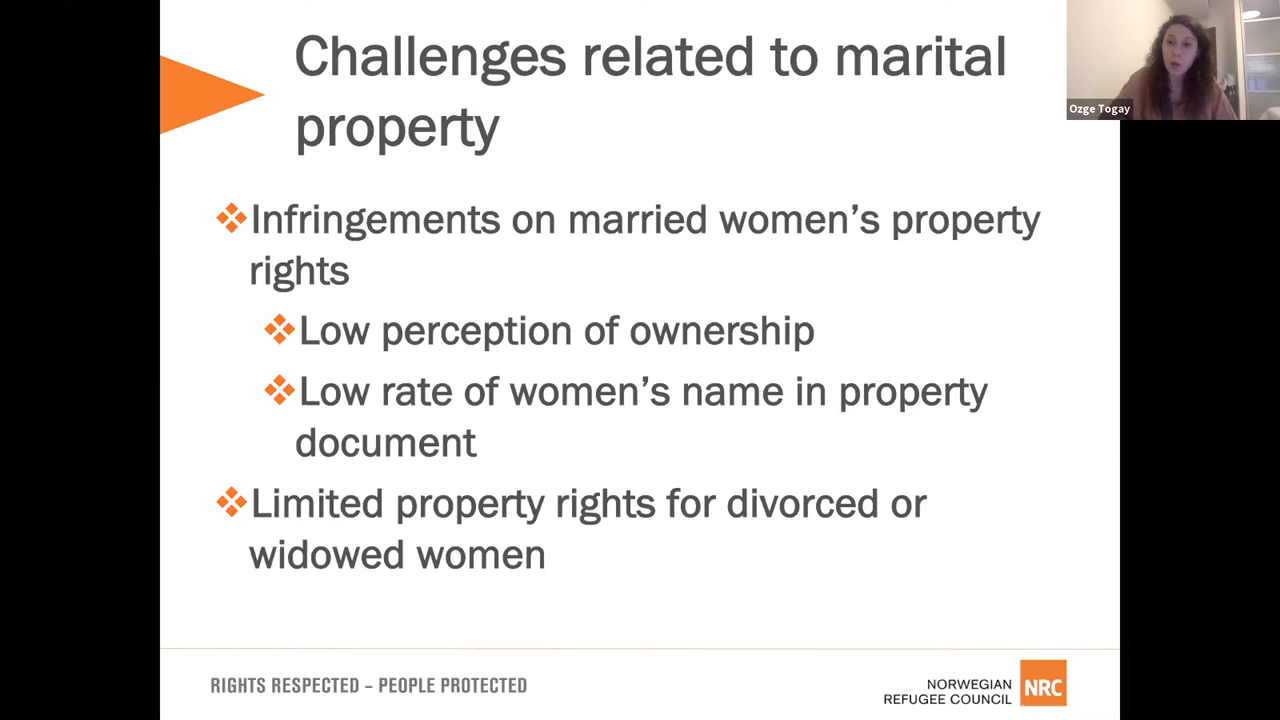 Challenges related to marital
property
Ozge Togay
Infringements on married women’s property
rights
Low perception of ownership
Low rate of women’s name in property
document
Limited property rights for divorced or
widowed women
RIGHTS RESPECTED – PEOPLE PROTECTED
NORWEGIAN
REFUGEE COUNCIL
NRC